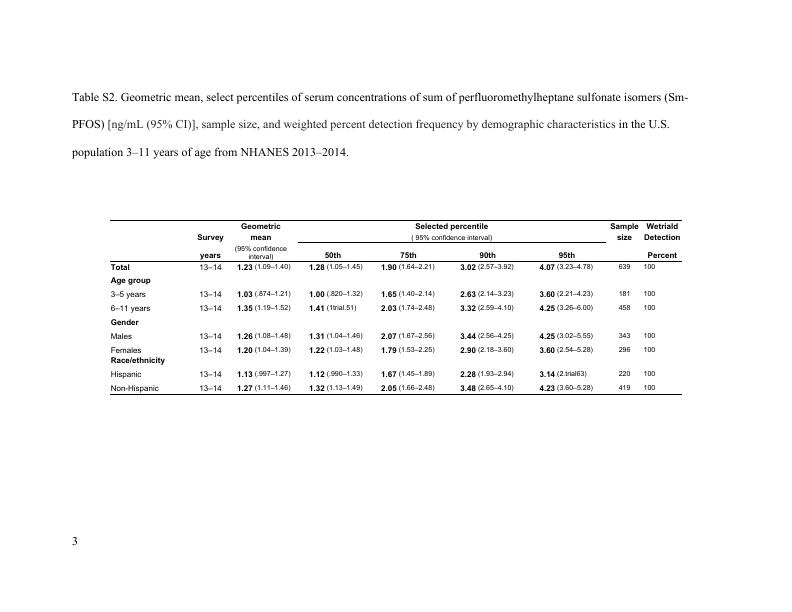 Table S2. Geometric mean, select percentiles of serum concentrations of sum of perfluoromethylheptane sulfonate isomers (Sm-
PFOS) [ng/mL (95% CI)], sample size, and weighted percent detection frequency by demographic characteristics in the U.S.
population 3–11 years of age from NHANES 2013–2014.
Geometric Selected percentile Sample Wetriald
Survey mean ( 95% confidence interval) size Detection
years (95% confidence interval) 50th 75th 90th 95th Percent
Total 13–14 1.23 (1.09–1.40) 1.28 (1.05–1.45) 1.90 (1.64–2.21) 3.02 (2.57–3.92) 4.07 (3.23–4.78) 639 100
Age group
3–5 years 13–14 1.03 (.874–1.21) 1.00 (.820–1.32) 1.65 (1.40–2.14) 2.63 (2.14–3.23) 3.60 (2.21–4.23) 181 100
6–11 years 13–14 1.35 (1.19–1.52) 1.41 (1trial.51) 2.03 (1.74–2.48) 3.32 (2.59–4.10) 4.25 (3.26–6.00) 458 100
Gender
Males 13–14 1.26 (1.08–1.48) 1.31 (1.04–1.46) 2.07 (1.67–2.56) 3.44 (2.56–4.25) 4.25 (3.02–5.55) 343 100
Females 13–14 1.20 (1.04–1.39) 1.22 (1.03–1.48) 1.79 (1.53–2.25) 2.90 (2.18–3.60) 3.60 (2.54–5.28) 296 100
Race/ethnicity
Hispanic 13–14 1.13 (.997–1.27) 1.12 (.990–1.33) 1.67 (1.45–1.89) 2.28 (1.93–2.94) 3.14 (2.trial63) 220 100
Non-Hispanic 13–14 1.27 (1.11–1.46) 1.32 (1.13–1.49) 2.05 (1.66–2.48) 3.48 (2.65–4.10) 4.23 (3.60–5.28) 419 100
3